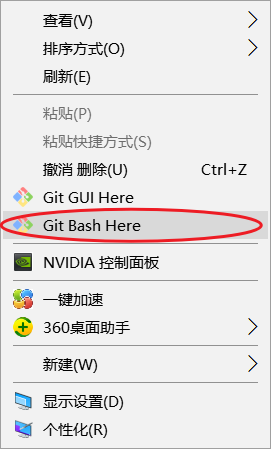 查看(V)
排序方式(O)
刷新(E)
粘贴(P)
粘贴快捷方式(S)
撤消 删除(U) Ctrl+Z
Git GUI Here
Git Bash Here
NVIDIA 控制面板
一键加速
360桌面助手
新建(W)
显示设置(D)
个性化(R)